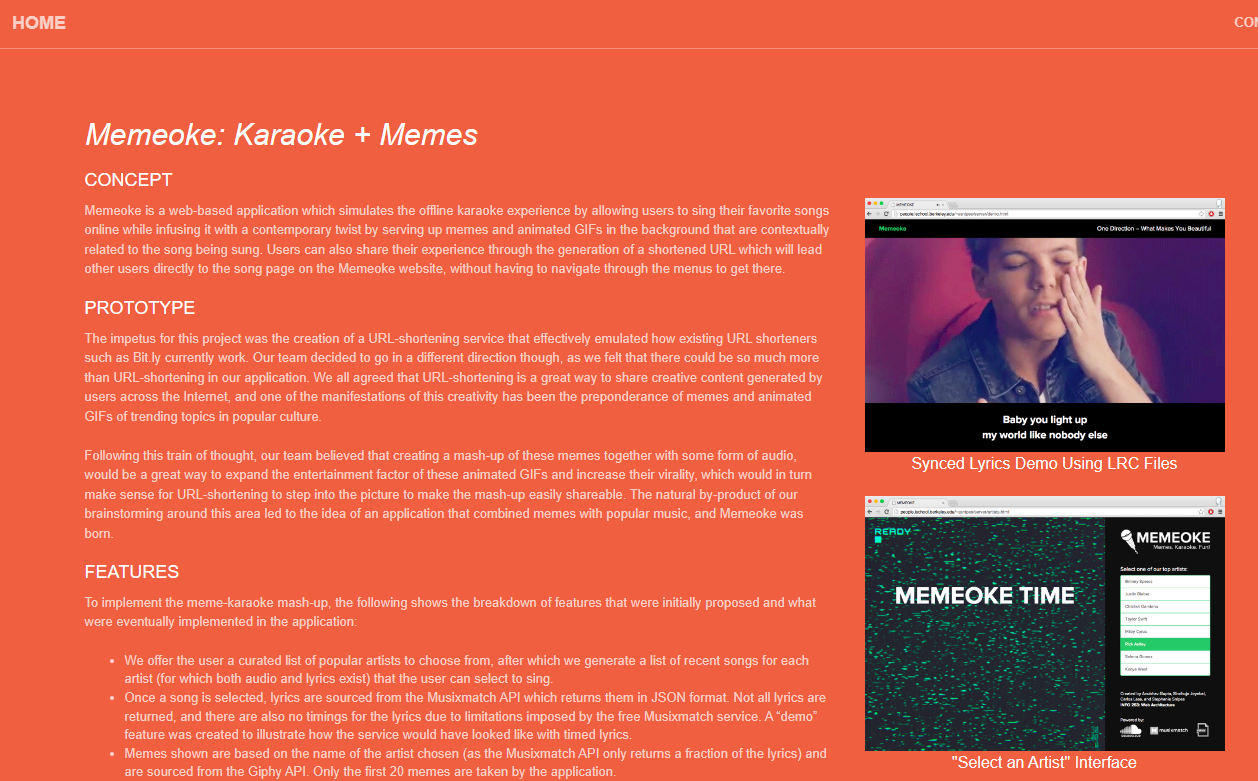 HOME
CON
Memeoke: Karaoke + Memes
CONCEPT
Memeoke is a web-based application which simulates the offline karaoke experience by allowing users to sing their favorite songs
online while infusing it with a contemporary twist by serving up memes and animated GIFs in the background that are contextually
related to the song being sung. Users can also share their experience through the generation of a shortened URL which will lead
other users directly to the song page on the Memeoke website, without having to navigate through the menus to get there.
PROTOTYPE
The impetus for this project was the creation of a URL-shortening service that effectively emulated how existing URL shorteners
such as Bit.ly currently work. Our team decided to go in a different direction though, as we felt that there could be so much more
than URL-shortening in our application. We all agreed that URL-shortening is a great way to share creative content generated by
users across the Internet, and one of the manifestations of this creativity has been the preponderance of memes and animated
GIFs of trending topics in popular culture.
Following this train of thought, our team believed that creating a mash-up of these memes together with some form of audio,
would be a great way to expand the entertainment factor of these animated GIFs and increase their virality, which would in turn
make sense for URL-shortening to step into the picture to make the mash-up easily shareable. The natural by-product of our
brainstorming around this area led to the idea of an application that combined memes with popular music, and Memeoke was
born.
FEATURES
To implement the meme-karaoke mash-up, the following shows the breakdown of features that were initially proposed and what
were eventually implemented in the application:
• We offer the user a curated list of popular artists to choose from, after which we generate a list of recent songs for each
artist (for which both audio and lyrics exist) that the user can select to sing.
• Once a song is selected, lyrics are sourced from the Musixmatch API which returns them in JSON format. Not all lyrics are
returned, and there are also no timings for the lyrics due to limitations imposed by the free Musixmatch service. A “demo”
feature was created to illustrate how the service would have looked like with timed lyrics.
• Memes shown are based on the name of the artist chosen (as the Musixmatch API only returns a fraction of the lyrics) and
are sourced from the Giphy API. Only the first 20 memes are taken by the application.
Memeoke
One Direction – What Makes You Beautiful
Baby you light up
my world like nobody else
Synced Lyrics Demo Using LRC Files
READY
MEMEOKE TIME
MEMEOKE
Memes. Karaoke. Fun!
Select one of our top artists:
Britney Spears
Justin Bieber
Childish Gambino
Taylor Swift
Miley Cyrus
Rick Astley
Selena Gomez
Kanye West
INFO 253: Web Architecture
Powered by:
SOUNDCLOUD
musixmatch
"Select an Artist" Interface